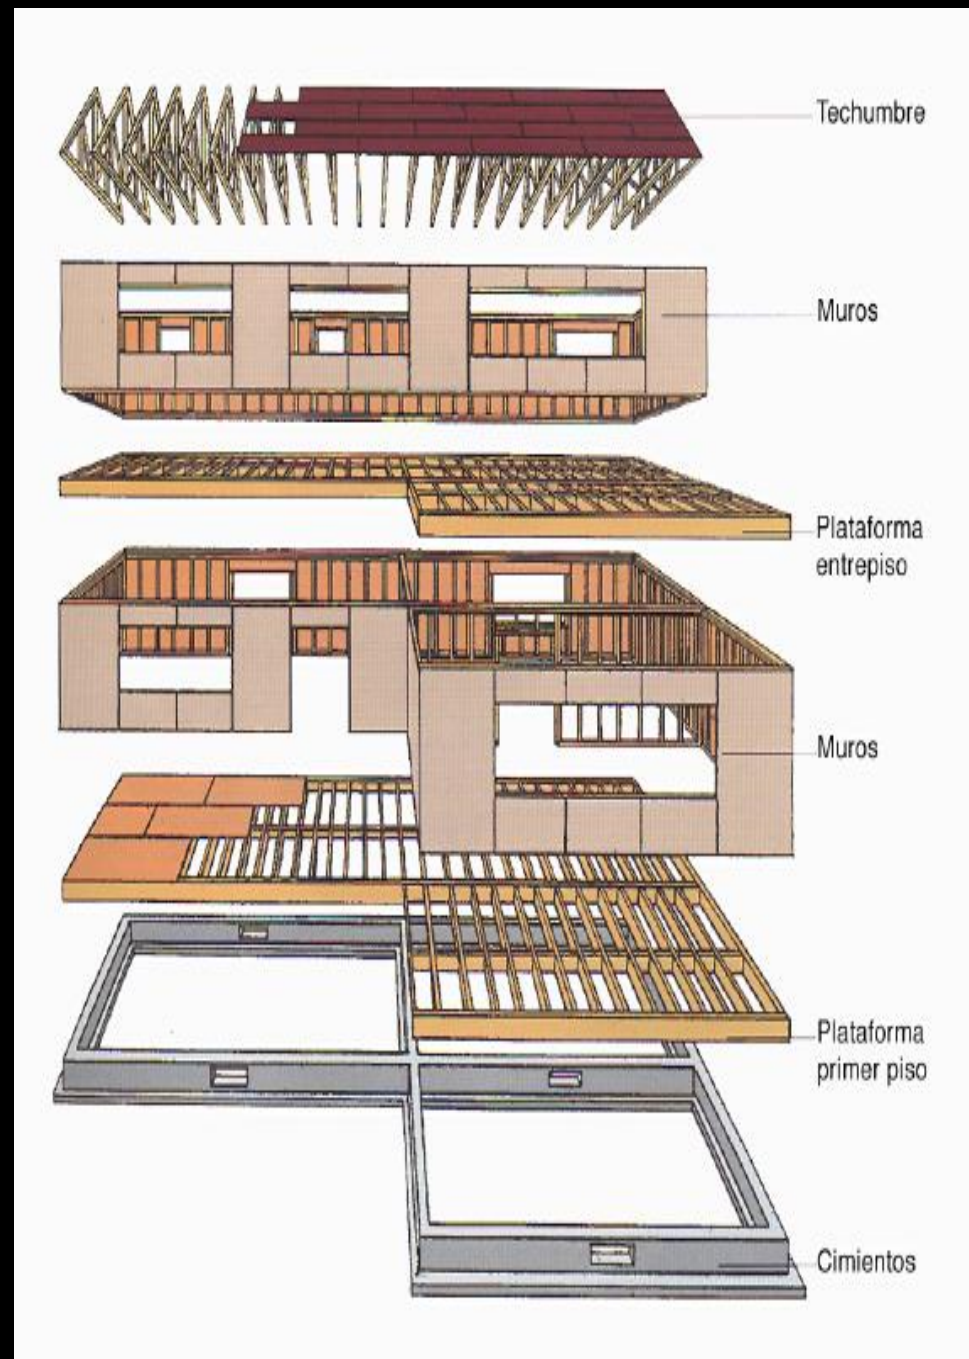 Techumbre
Muros
Plataforma
entrepiso
Muros
Plataforma
primer piso
Cimientos